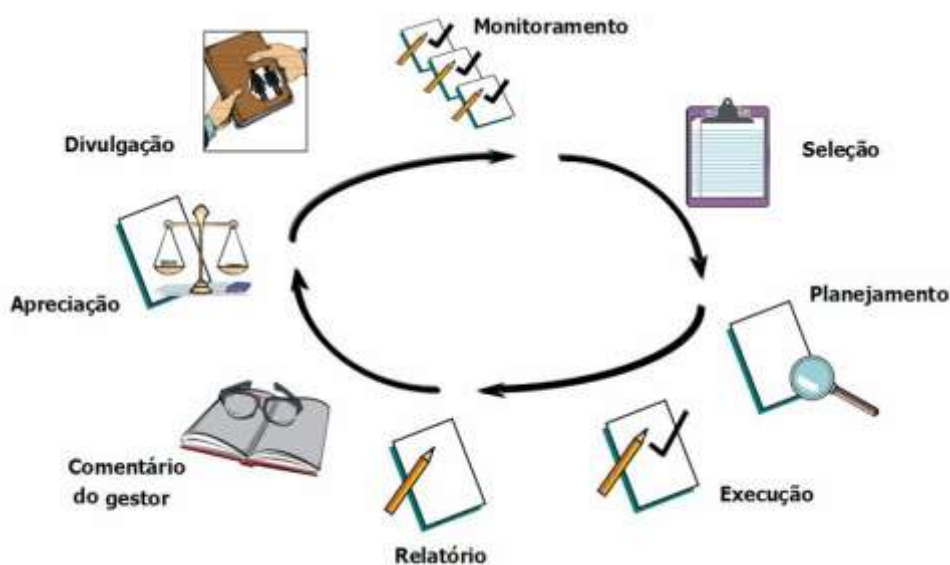 Monitoramento
Seleção
Planejamento
Execução
Relatório
Comentário
do gestor
Apreciação
Divulgação